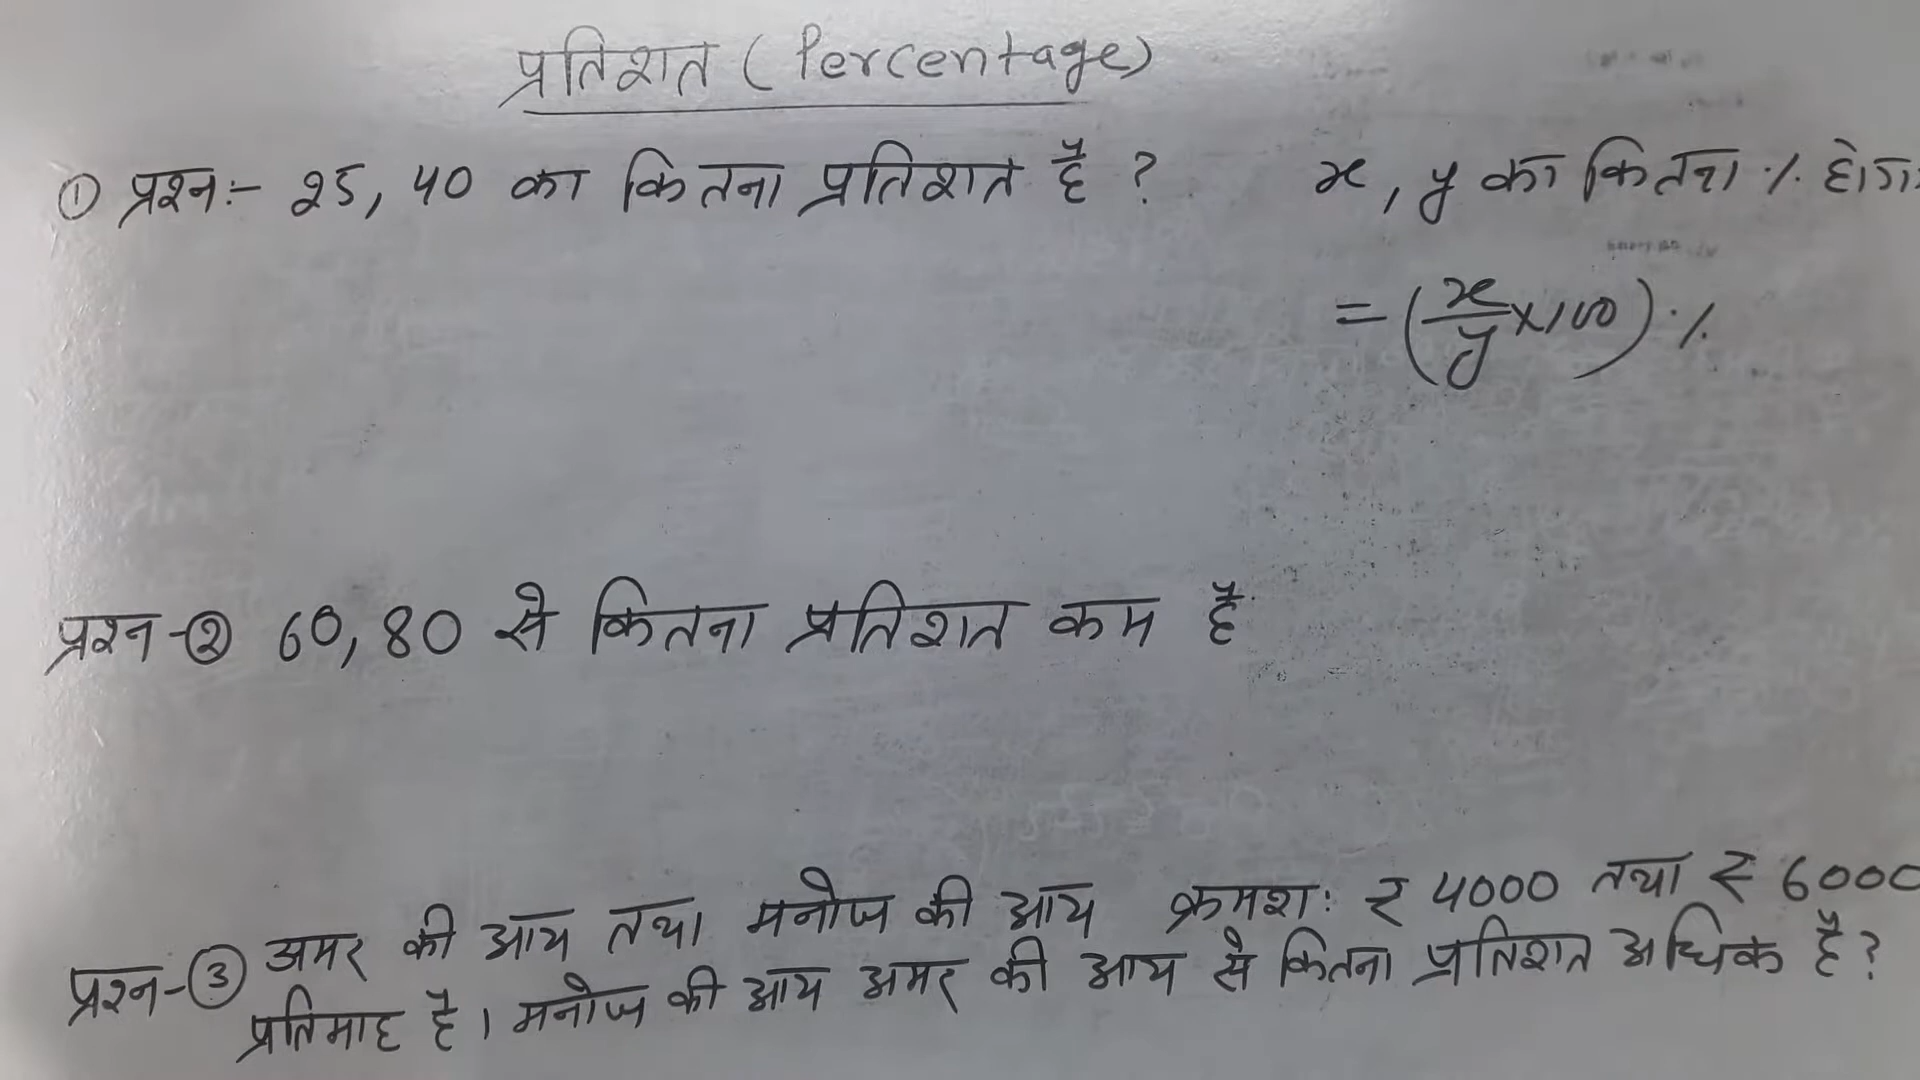 प्रतिशत (Percentage)
① प्रश्न:- 25, 40 का कितना प्रतिशत है ?
x, y का कितना % होगा
= (x/y × 100) %
प्रश्न-② 60, 80 से कितना प्रतिशत कम है
प्रश्न-③ अमर की आय तथा मनोज की आय क्रमश: ₹ 4000 तथा ₹ 6000
प्रतिमाह है। मनोज की आय अमर की आय से कितना प्रतिशत अधिक है?